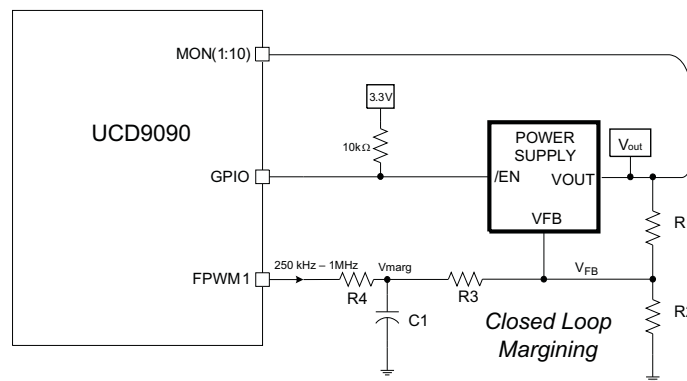 MON(1:10)
3.3V
UCD9090
10kΩ
POWER
SUPPLY
Vout
GPIO
/EN
VOUT
VFB
R
FPWM1
250 kHz – 1MHz
Vmarg
R4
R3
VFB
C1
R2
Closed Loop
Margining